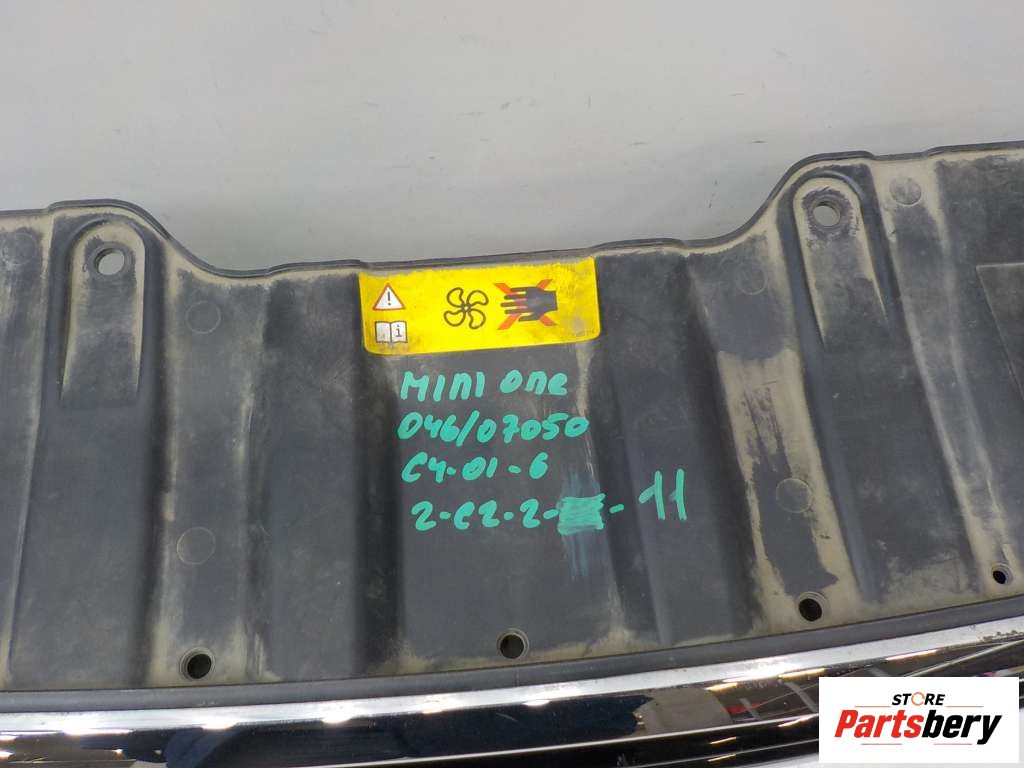 MINI One
046/07050
C4-01-6
2-C2-2- -11
STORE
Partsbery